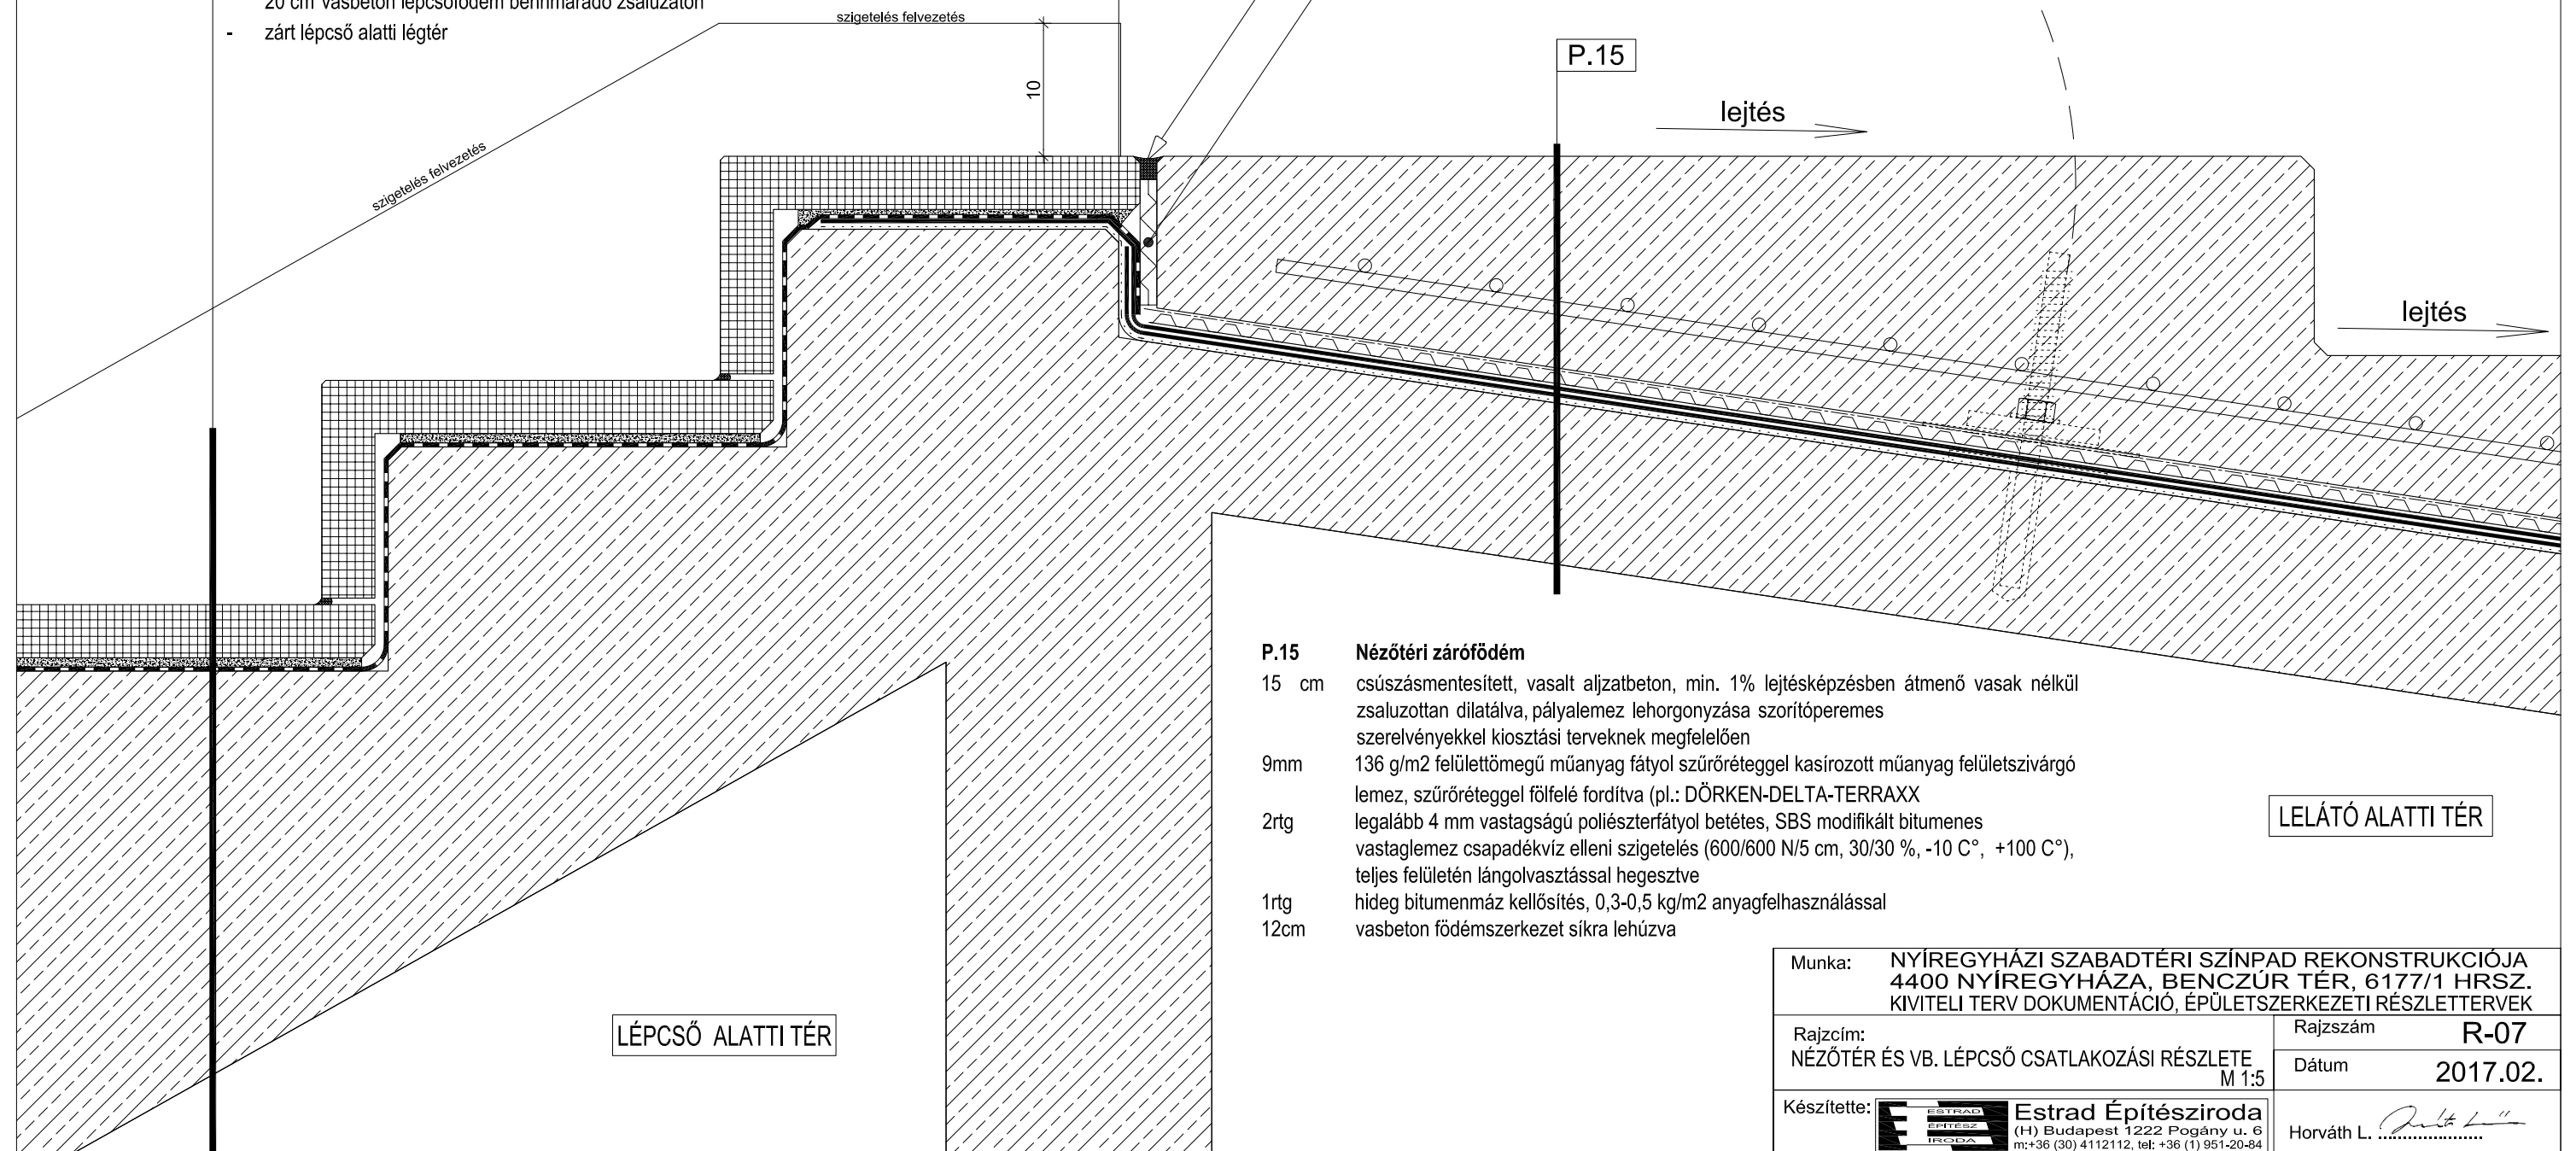 20 cm vasbeton lépcsőfödém bennmaradó zsaluzaton
- zárt lépcső alatti légtér
szigetelés felvezetés
szigetelés felvezetés
10
P.15
lejtés
lejtés
P.15 Nézőtéri zárófödém
15 cm csúszásmentesített, vasalt aljzatbeton, min. 1% lejtésképzésben átmenő vasak nélkül
zsaluzottan dilatálva, pályalemez lehorgonyzása szorítóperemes
szerelvényekkel kiosztási terveknek megfelelően
9mm 136 g/m2 felülettömegű műanyag fátyol szűrőréteggel kasírozott műanyag felületszivárgó
lemez, szűrőréteggel fölfelé fordítva (pl.: DÖRKEN-DELTA-TERRAXX
2rtg legalább 4 mm vastagságú poliészterfátyol betétes, SBS modifikált bitumenes
vastaglemez csapadékvíz elleni szigetelés (600/600 N/5 cm, 30/30 %, -10 C°, +100 C°),
teljes felületén lángolvasztással hegesztve
1rtg hideg bitumenmáz kellősítés, 0,3-0,5 kg/m2 anyagfelhasználással
12cm vasbeton födémszerkezet síkra lehúzva
LELÁTÓ ALATTI TÉR
LÉPCSŐ ALATTI TÉR
Munka: NYÍREGYHÁZI SZABADTÉRI SZÍNPAD REKONSTRUKCIÓJA
4400 NYÍREGYHÁZA, BENCZÚR TÉR, 6177/1 HRSZ.
KIVITELI TERV DOKUMENTÁCIÓ, ÉPÜLETSZERKEZETI RÉSZLETTERVEK
Rajzcím:
NÉZŐTÉR ÉS VB. LÉPCSŐ CSATLAKOZÁSI RÉSZLETE
M 1:5
Rajzszám R-07
Dátum 2017.02.
Készítette:
ESTRAD
ÉPÍTÉSZ
IRODA
Estrad Építésziroda
(H) Budapest 1222 Pogány u. 6
m:+36 (30) 4112112, tel: +36 (1) 951-20-84
Horváth L.